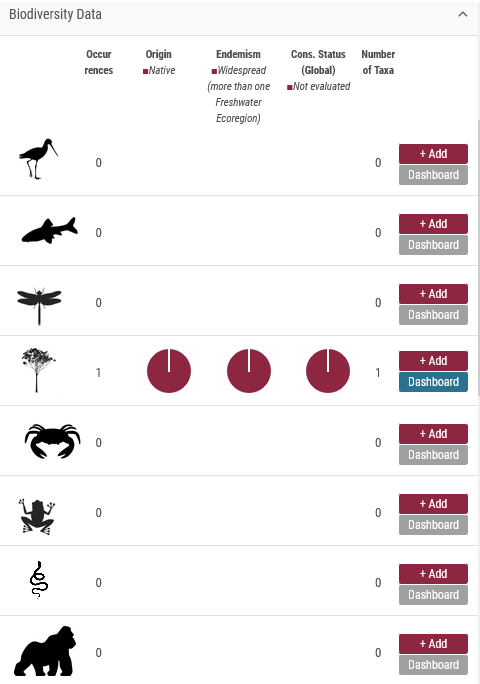 Biodiversity Data
Occur
rences
Origin
Native
Endemism
Widespread
(more than one
Freshwater
Ecoregion)
Cons. Status
(Global)
Not evaluated
Number
of Taxa
0
0
+ Add
Dashboard
0
0
+ Add
Dashboard
0
0
+ Add
Dashboard
1
1
+ Add
Dashboard
0
0
+ Add
Dashboard
0
0
+ Add
Dashboard
0
0
+ Add
Dashboard
0
0
+ Add
Dashboard